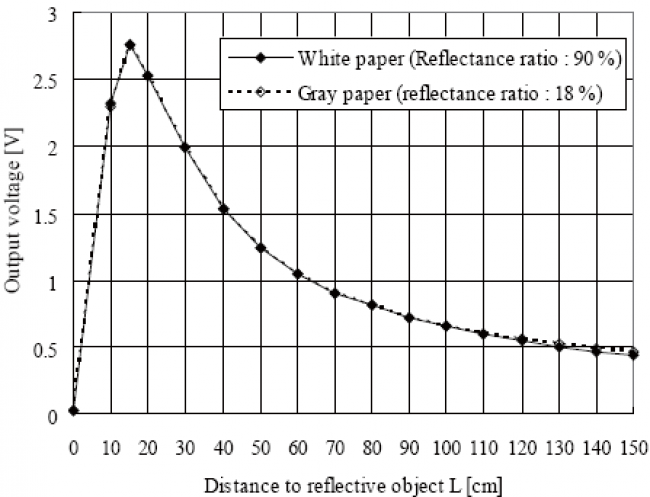 3
2.5
2
1.5
1
0.5
0
Output voltage [V]
White paper (Reflectance ratio : 90 %)
Gray paper (reflectance ratio : 18 %)
0 10 20 30 40 50 60 70 80 90 100 110 120 130 140 150
Distance to reflective object L [cm]